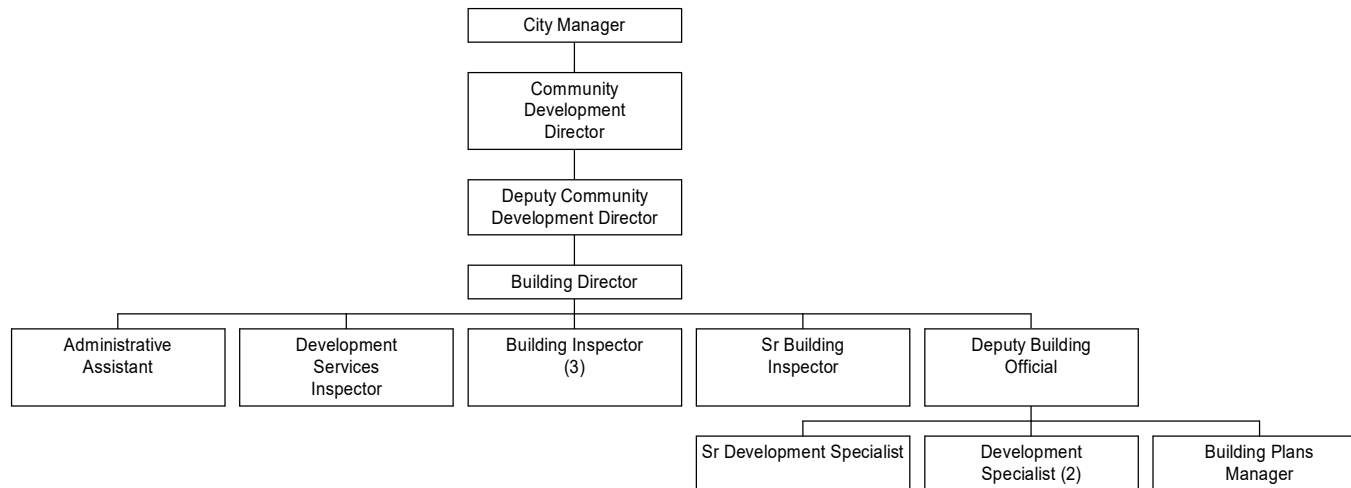 City Manager
Community
Development
Director
Deputy Community
Development Director
Building Director
Administrative
Assistant
Development
Services
Inspector
Building Inspector
(3)
Sr Building
Inspector
Deputy Building
Official
Sr Development Specialist
Development
Specialist (2)
Building Plans
Manager